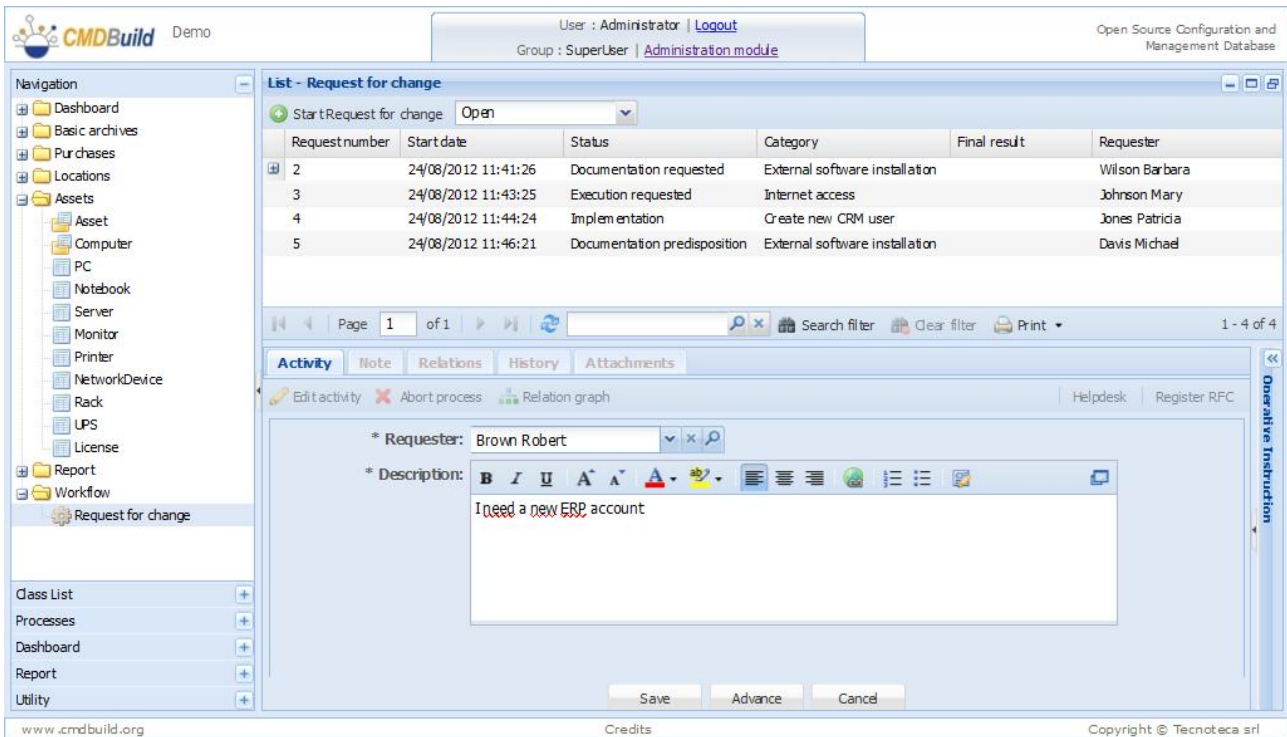 CMDBuild Demo
User : Administrator | Logout
Group : SuperUser | Administration module
Open Source Configuration and
Management Database
Navigation
Dashboard
Basic archives
Purchases
Locations
Assets
Asset
Computer
PC
Notebook
Server
Monitor
Printer
NetworkDevice
Rack
UPS
License
Report
Workflow
Request for change
Class List
Processes
Dashboard
Report
Utility
List - Request for change
Start Request for change Open
Request number Start date Status Category Final result Requester
2 24/08/2012 11:41:26 Documentation requested External software installation Wilson Barbara
3 24/08/2012 11:43:25 Execution requested Internet access Johnson Mary
4 24/08/2012 11:44:24 Implementation Create new CRM user Jones Patricia
5 24/08/2012 11:46:21 Documentation predisposition External software installation Davis Michael
Page 1 of 1 Search filter Clear filter Print 1 - 4 of 4
Activity Note Relations History Attachments
Edit activity Abort process Relation graph Helpdesk Register RFC
* Requester: Brown Robert
* Description:
B I U A A A ab
I need a new ERP account
Save Advance Cancel
Operative Instruction
www.cmdbuild.org Credits Copyright © Tecnoteca srl